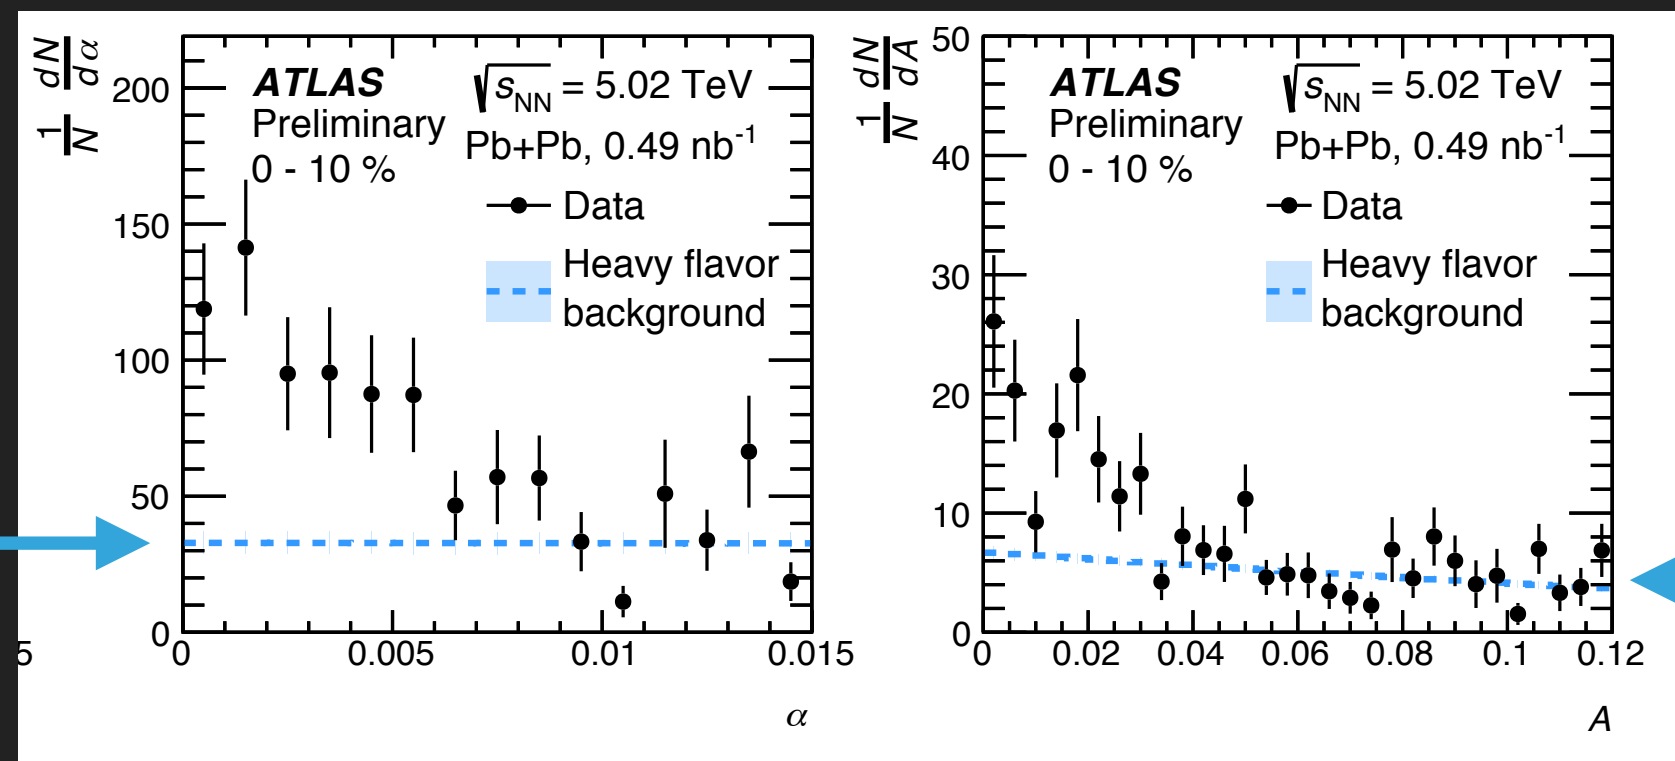 1/N dN/dα
ATLAS
Preliminary
0 - 10 %
√sNN = 5.02 TeV
Pb+Pb, 0.49 nb-1
Data
Heavy flavor
background
200
150
100
50
0
5
0 0.005 0.01 0.015
α
1/N dN/dA
ATLAS
Preliminary
0 - 10 %
√sNN = 5.02 TeV
Pb+Pb, 0.49 nb-1
Data
Heavy flavor
background
50
40
30
20
10
0
0 0.02 0.04 0.06 0.08 0.1 0.12
A